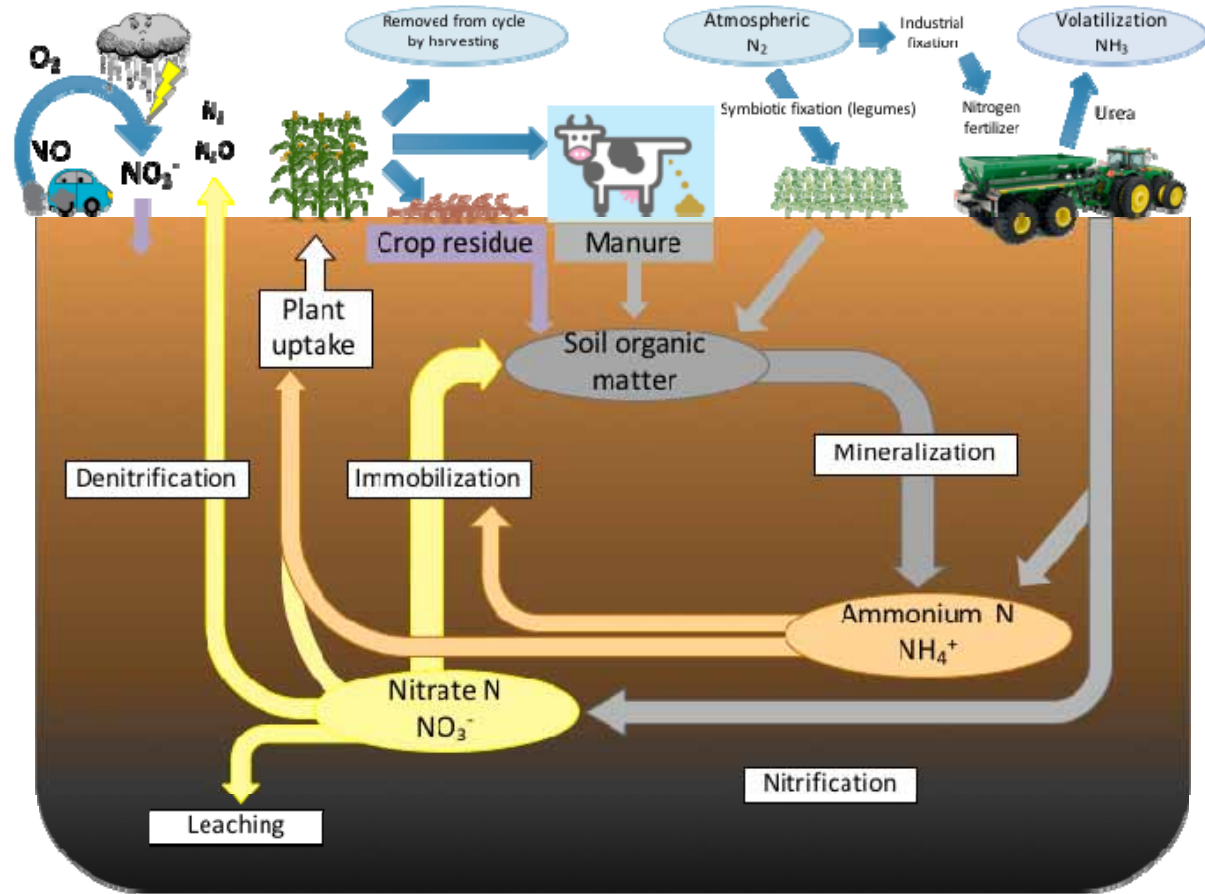 Removed from cycle
by harvesting
Atmospheric
N₂
Industrial
fixation
Volatilization
NH₃
O₂
N₂
Symbiotic fixation (legumes)
Nitrogen
fertilizer
Urea
NO
NO₃⁻
N₂O
Crop residue
Manure
Plant
uptake
Soil organic
matter
Denitrification
Immobilization
Mineralization
Ammonium N
NH₄⁺
Nitrate N
NO₃⁻
Nitrification
Leaching